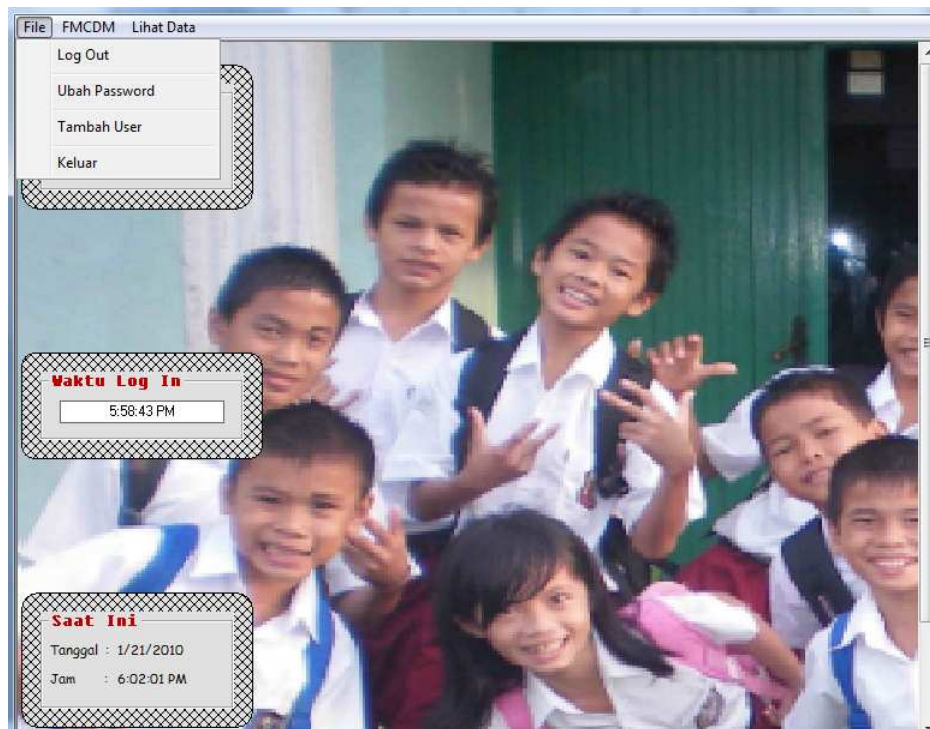 File FMCDM Lihat Data
Log Out
Ubah Password
Tambah User
Keluar
Waktu Log In
5:58:43 PM
Saat Ini
Tanggal : 1/21/2010
Jam : 6:02:01 PM